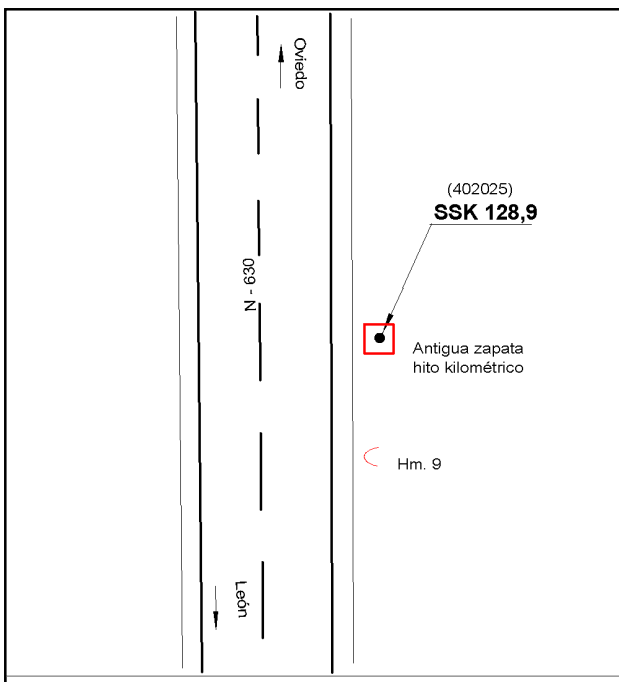 Oviedo
(402025)
SSK 128,9
N - 630
Antigua zapata
hito kilométrico
Hm. 9
León